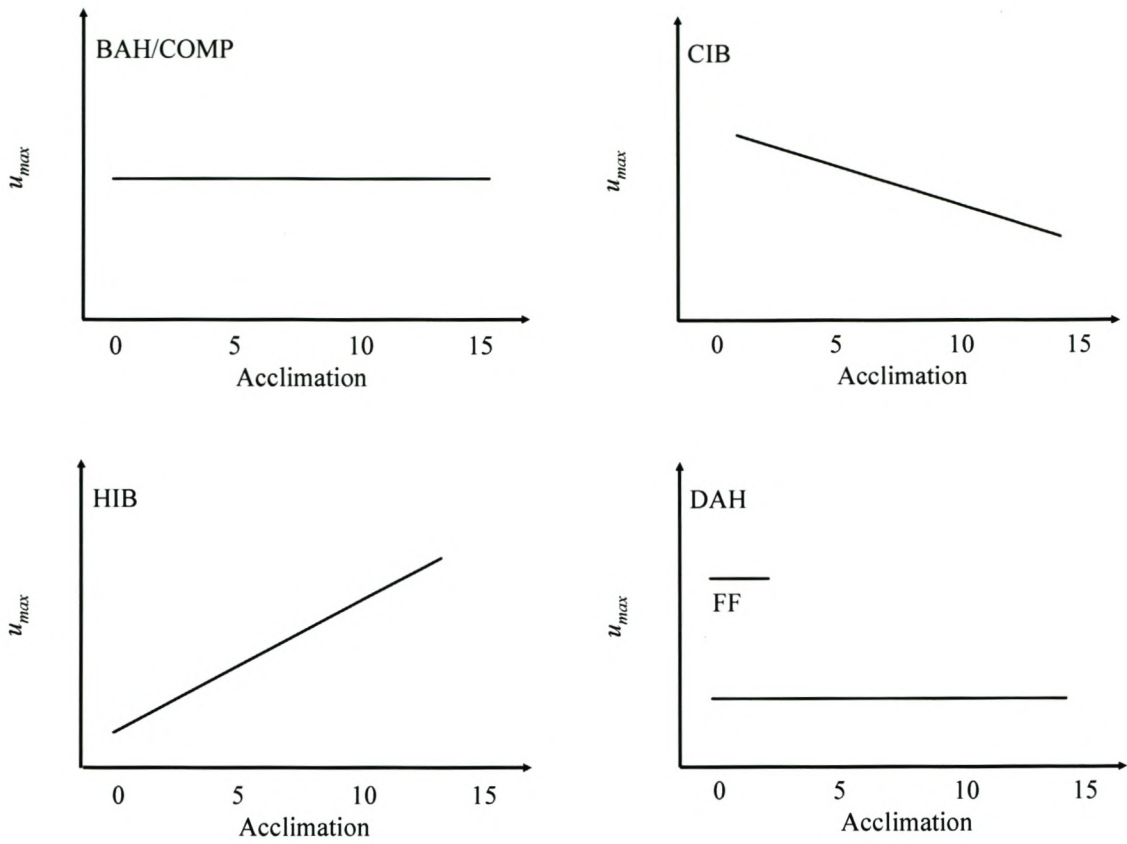 BAH/COMP
u_max
0 5 10 15
Acclimation
CIB
u_max
0 5 10 15
Acclimation
HIB
u_max
0 5 10 15
Acclimation
DAH
FF
u_max
0 5 10 15
Acclimation